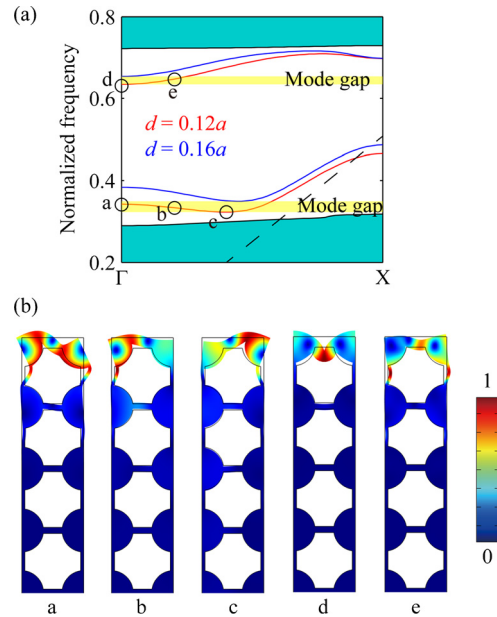 (a)
0.8
0.6
0.4
0.2
Normalized frequency
d
e
Mode gap
d = 0.12a
d = 0.16a
a
b
c
Mode gap
Γ
X
(b)
1
0
a
b
c
d
e